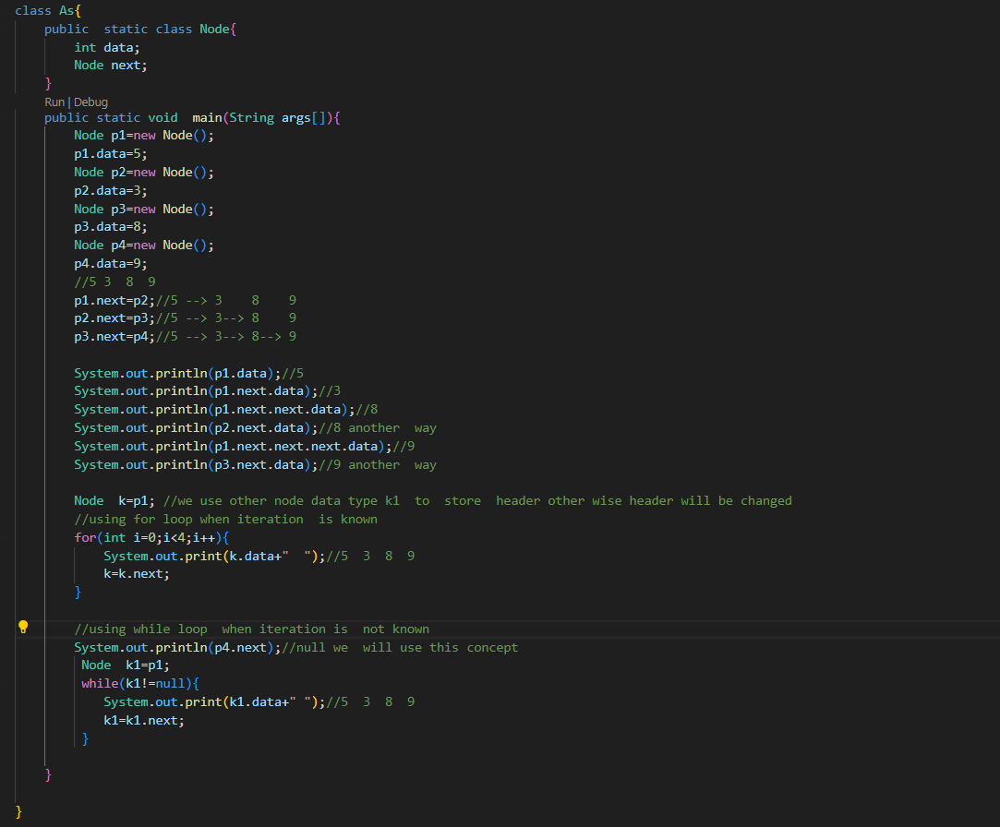 class As{
    public  static class Node{
        int data;
        Node next;
    }
    Run | Debug
    public static void  main(String args[]){
        Node p1=new Node();
        p1.data=5;
        Node p2=new Node();
        p2.data=3;
        Node p3=new Node();
        p3.data=8;
        Node p4=new Node();
        p4.data=9;
        //5 3  8  9
        p1.next=p2;//5 --> 3    8    9
        p2.next=p3;//5 --> 3--> 8    9
        p3.next=p4;//5 --> 3--> 8--> 9

        System.out.println(p1.data);//5
        System.out.println(p1.next.data);//3
        System.out.println(p1.next.next.data);//8
        System.out.println(p2.next.data);//8 another  way
        System.out.println(p1.next.next.next.data);//9
        System.out.println(p3.next.data);//9 another  way

        Node  k=p1; //we use other node data type k1  to  store  header other wise header will be changed
        //using for loop when iteration  is known
        for(int i=0;i<4;i++){
            System.out.print(k.data+"  ");//5  3  8  9
            k=k.next;
        }

        //using while loop  when iteration is  not known
        System.out.println(p4.next);//null we  will use this concept
         Node  k1=p1;
         while(k1!=null){
            System.out.print(k1.data+" ");//5  3  8  9
            k1=k1.next;
         }

    }

}